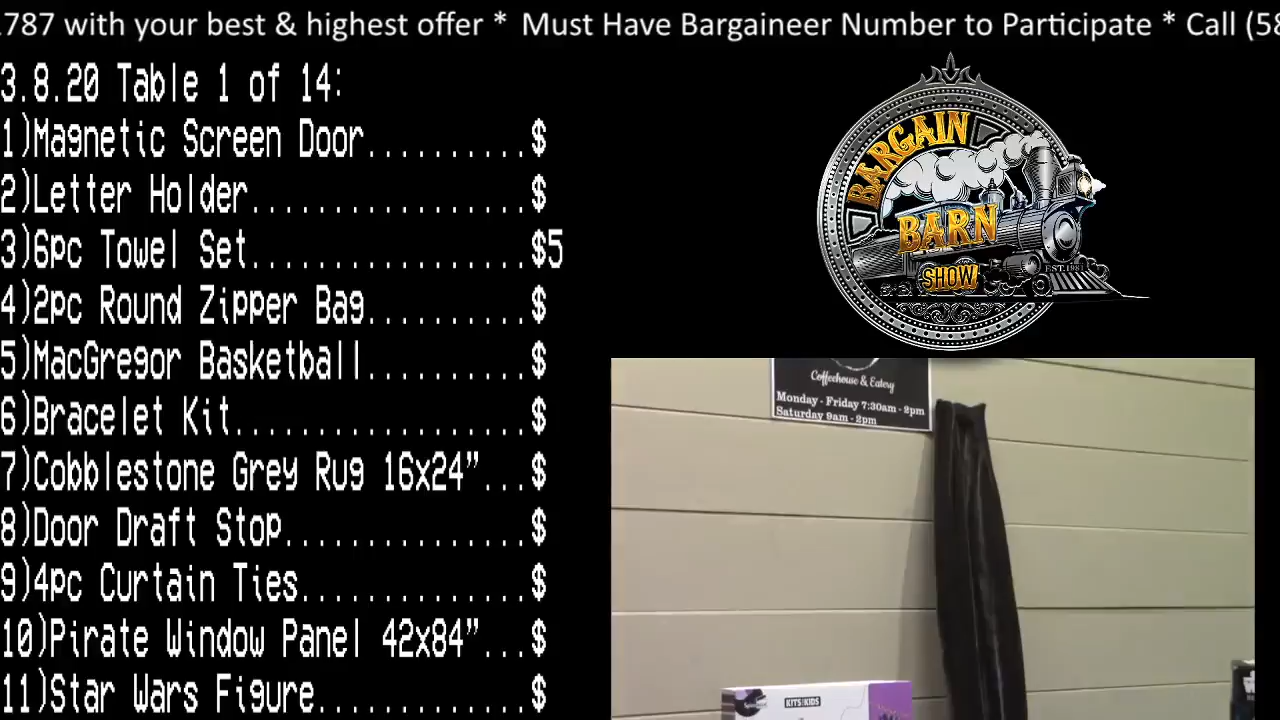 787 with your best & highest offer * Must Have Bargaineer Number to Participate * Call (58
3.8.20 Table 1 of 14:
1)Magnetic Screen Door..........$
2)Letter Holder.................$
3)6pc Towel Set.................$5
4)2pc Round Zipper Bag..........$
5)MacGregor Basketball..........$
6)Bracelet Kit..................$
7)Cobblestone Grey Rug 16x24”...$
8)Door Draft Stop...............$
9)4pc Curtain Ties..............$
10)Pirate Window Panel 42x84”...$
11)Star Wars Figure.............$
BARGAIN
BARN
SHOW
EST.
Coffeehouse & Eatery
Monday - Friday 7:30am - 2pm
Saturday 9am - 2pm
KITS KIDS